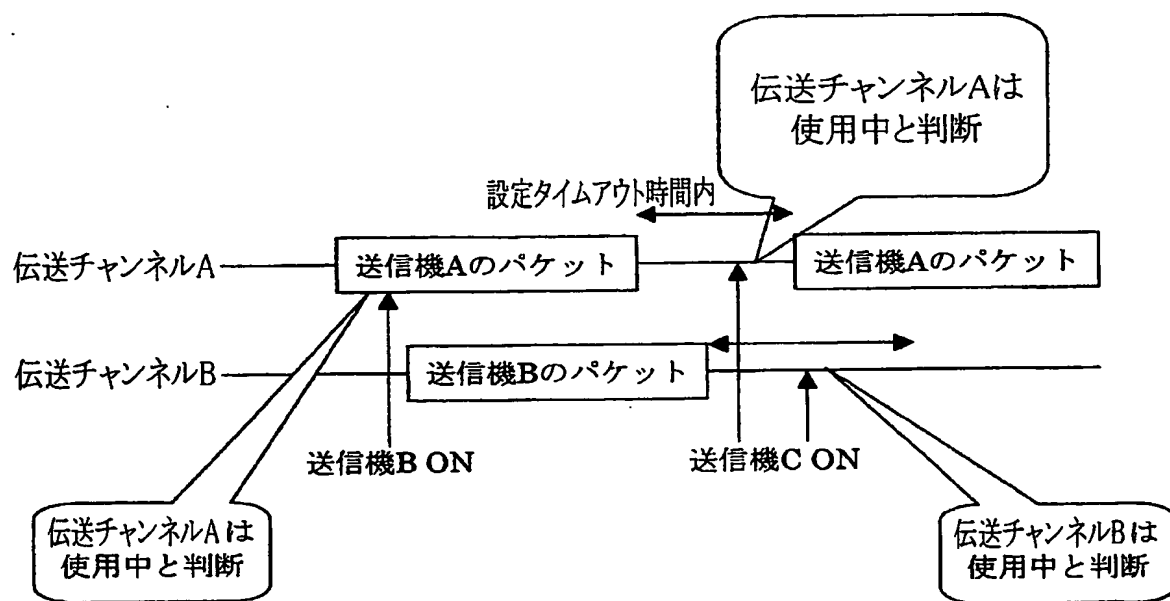 伝送チャンネルAは
使用中と判断
設定タイムアウト時間内
伝送チャンネルA
送信機Aのパケット
送信機Aのパケット
伝送チャンネルB
送信機Bのパケット
送信機B ON
送信機C ON
伝送チャンネルAは
使用中と判断
伝送チャンネルBは
使用中と判断